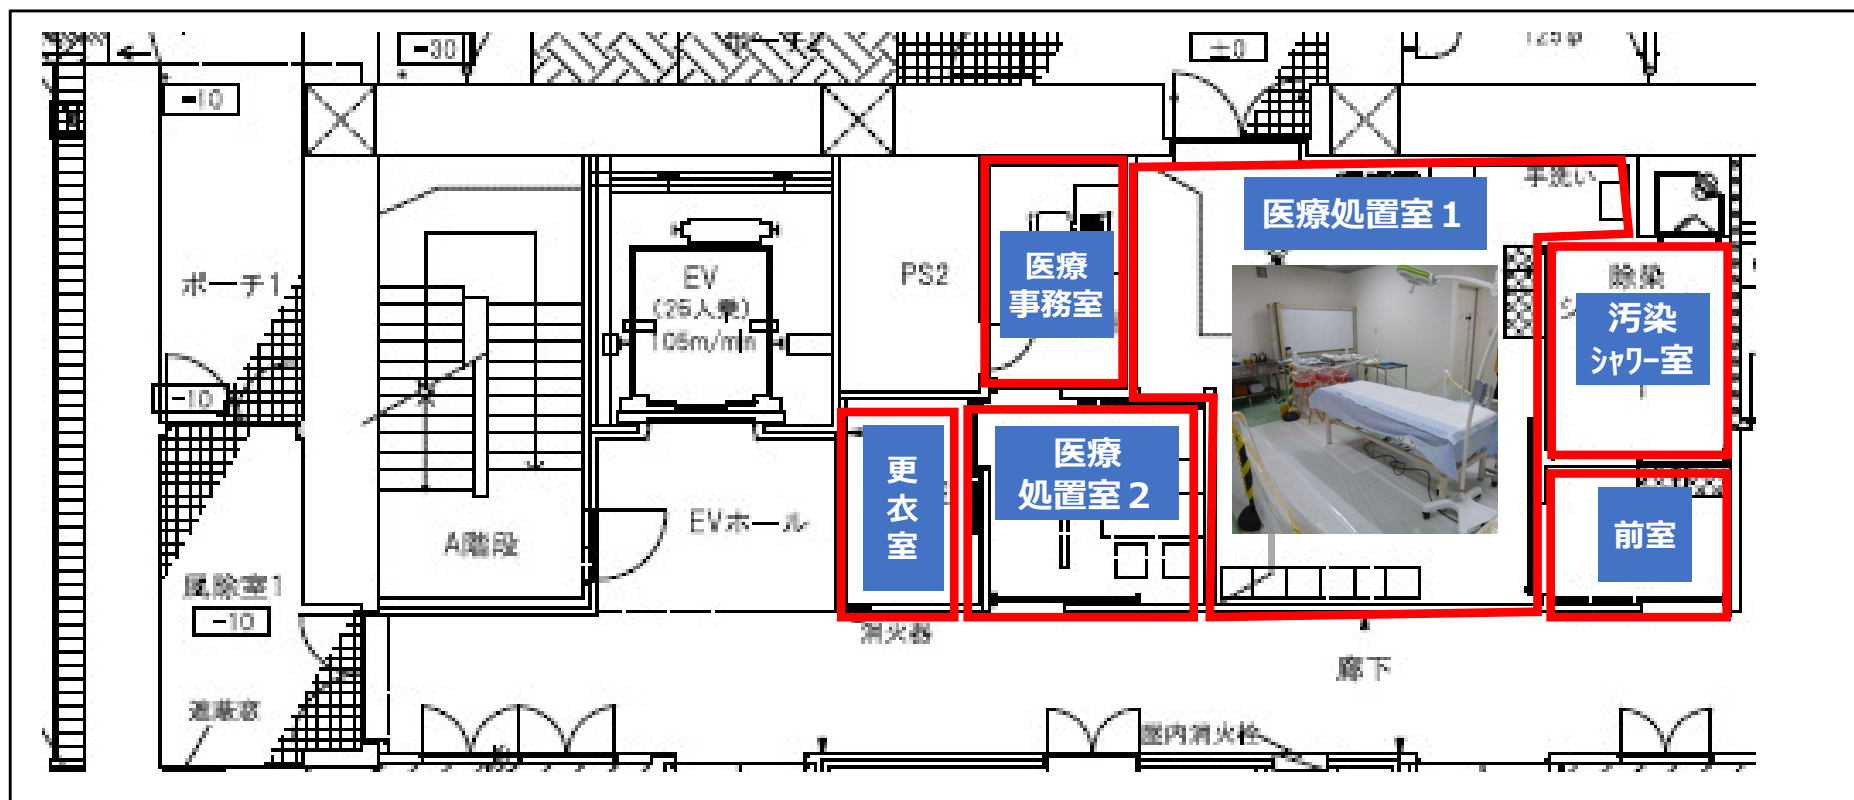 -30
±0
-10
手洗い
医療処置室1
ポーチ1
EV
(25人乗)
105m/min
PS2
医療
事務室
除染
汚染
シャワー室
-10
更
衣
室
医療
処置室2
A階段
EVホール
前室
風除室1
-10
消火器
廊下
遮蔽窓
屋内消火栓